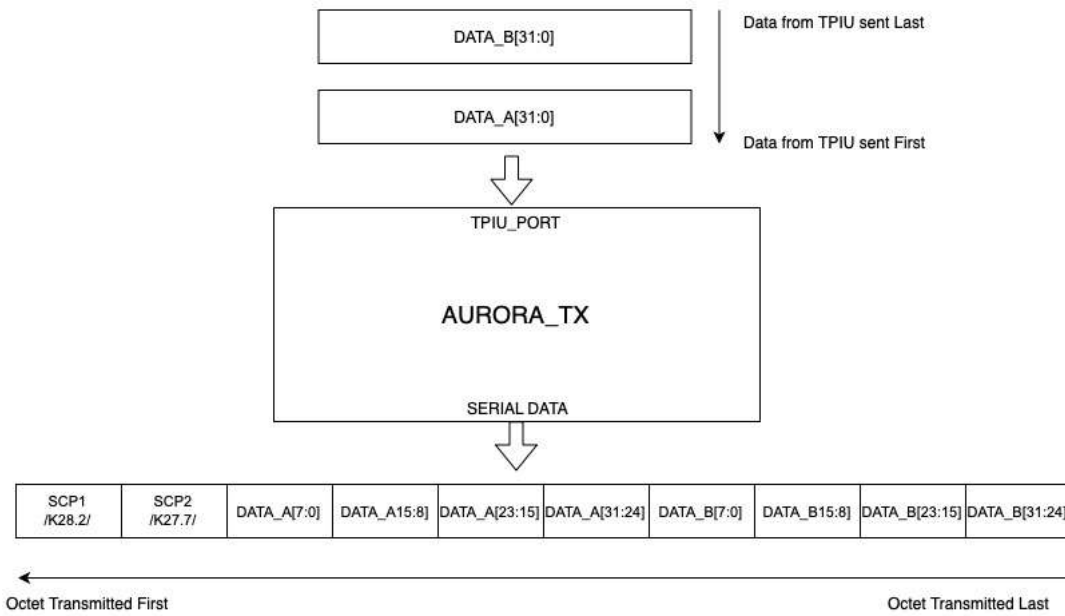 DATA_B[31:0]
Data from TPIU sent Last
DATA_A[31:0]
Data from TPIU sent First
TPIU_PORT
AURORA_TX
SERIAL DATA
SCP1
/K28.2/
SCP2
/K27.7/
DATA_A[7:0]
DATA_A15:8]
DATA_A[23:15]
DATA_A[31:24]
DATA_B[7:0]
DATA_B15:8]
DATA_B[23:15]
DATA_B[31:24]
Octet Transmitted First
Octet Transmitted Last